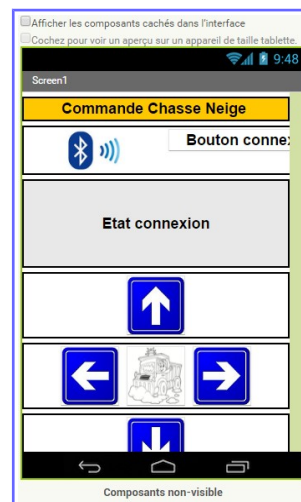 Afficher les composants cachés dans l'interface
Cochez pour voir un aperçu sur un appareil de taille tablette.
9:48
Screen1
Commande Chasse Neige
Bouton connex
Etat connexion
Composants non-visible